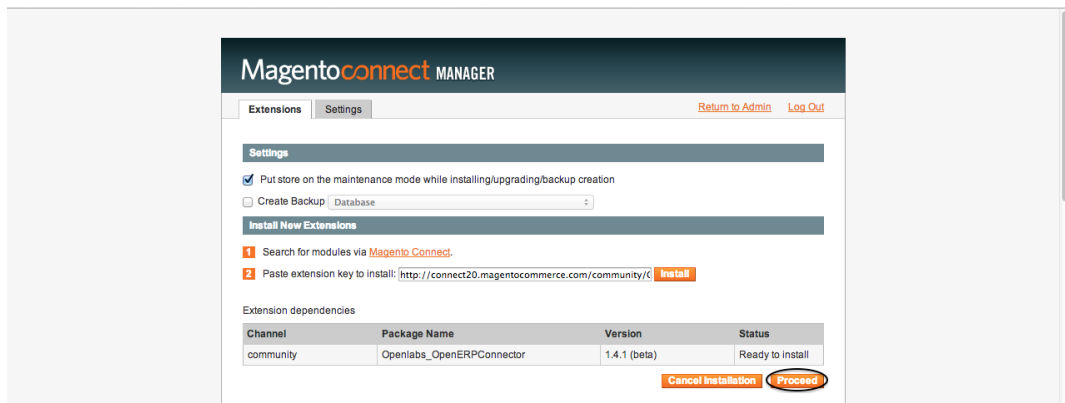 Magentoconnect MANAGER
Extensions Settings Return to Admin Log Out
Settings
Put store on the maintenance mode while installing/upgrading/backup creation
Create Backup Database
Install New Extensions
1 Search for modules via Magento Connect.
2 Paste extension key to install: http://connect20.magentocommerce.com/community/ Install
Extension dependencies
Channel Package Name Version Status
community Openlabs_OpenERPConnector 1.4.1 (beta) Ready to install
Cancel Installation Proceed